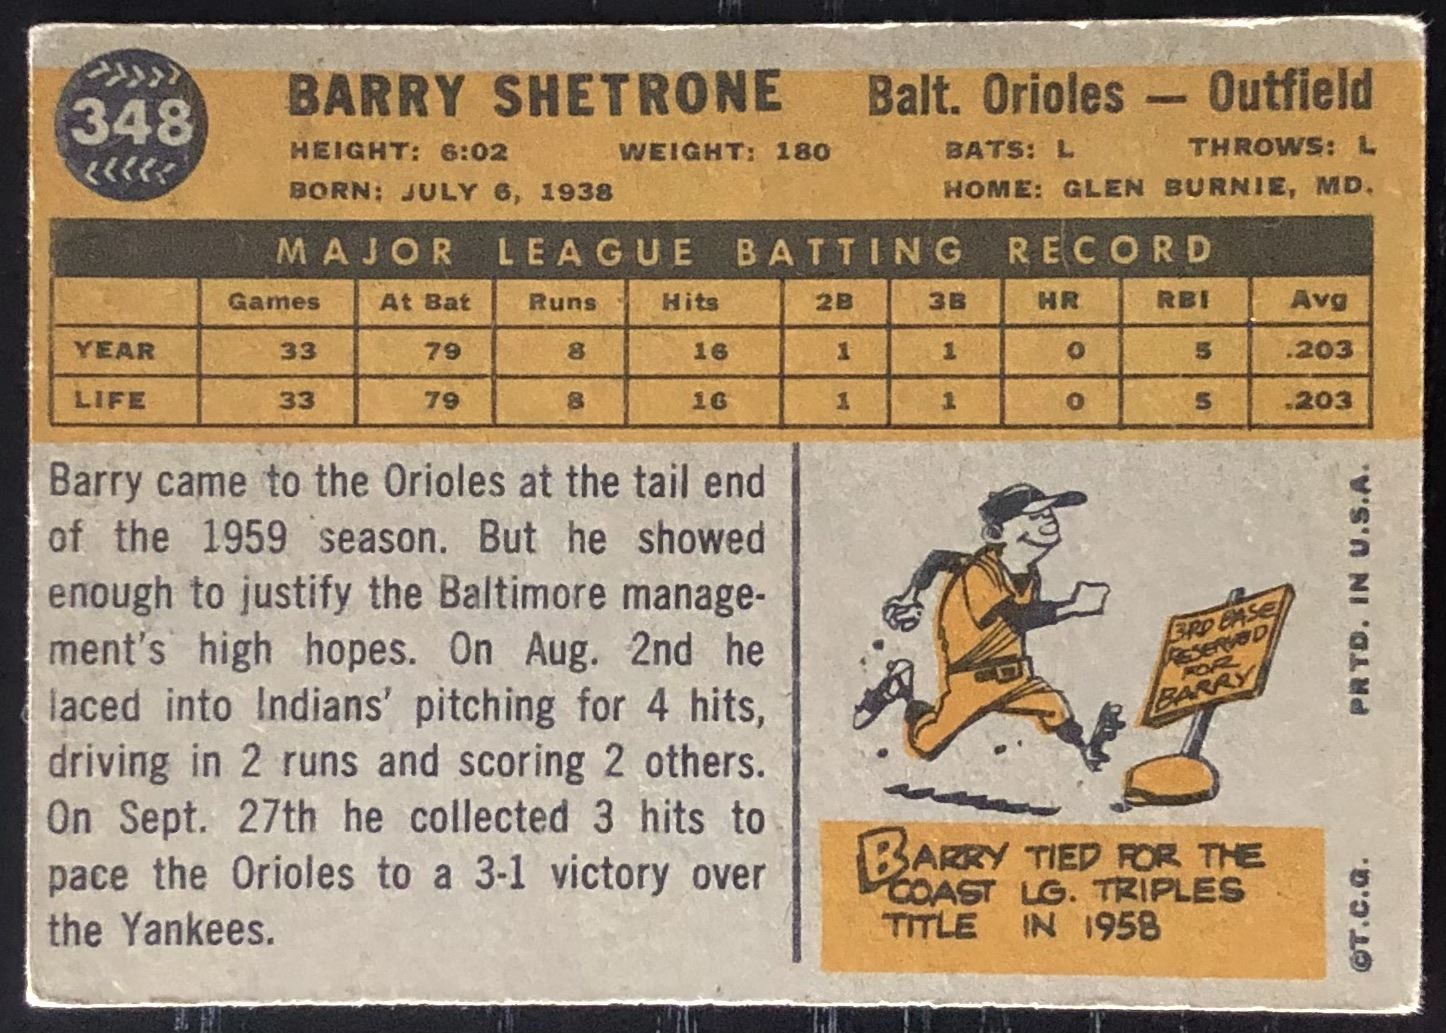 348
BARRY SHETRONE Balt. Orioles — Outfield
HEIGHT: 6:02 WEIGHT: 180 BATS: L THROWS: L
BORN: JULY 6, 1938 HOME: GLEN BURNIE, MD.
MAJOR LEAGUE BATTING RECORD
Games At Bat Runs Hits 2B 3B HR RBI Avg
YEAR 33 79 8 16 1 1 0 5 .203
LIFE 33 79 8 16 1 1 0 5 .203
Barry came to the Orioles at the tail end
of the 1959 season. But he showed
enough to justify the Baltimore manage-
ment's high hopes. On Aug. 2nd he
laced into Indians' pitching for 4 hits,
driving in 2 runs and scoring 2 others.
On Sept. 27th he collected 3 hits to
pace the Orioles to a 3-1 victory over
the Yankees.
3RD BASE
RESERVED
FOR
BARRY
BARRY TIED FOR THE
COAST LG. TRIPLES
TITLE IN 1958
©T.C.G. PRTD. IN U.S.A.